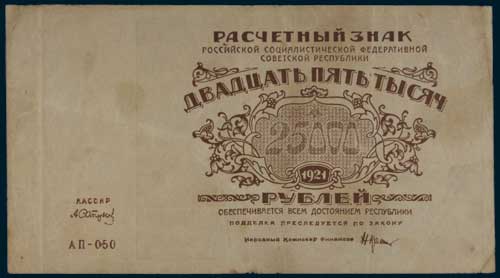 РАСЧЕТНЫЙ ЗНАК
РОССИЙСКОЙ СОЦИАЛИСТИЧЕСКОЙ ФЕДЕРАТИВНОЙ
СОВЕТСКОЙ РЕСПУБЛИКИ
ДВАДЦАТЬ ПЯТЬ ТЫСЯЧ
25000
1921
РУБЛЕЙ
ОБЕСПЕЧИВАЕТСЯ ВСЕМ ДОСТОЯНИЕМ РЕСПУБЛИКИ
ПОДДЕЛКА ПРЕСЛЕДУЕТСЯ ПО ЗАКОНУ
Народный Комиссар Финансов
КАССИР
АП-050